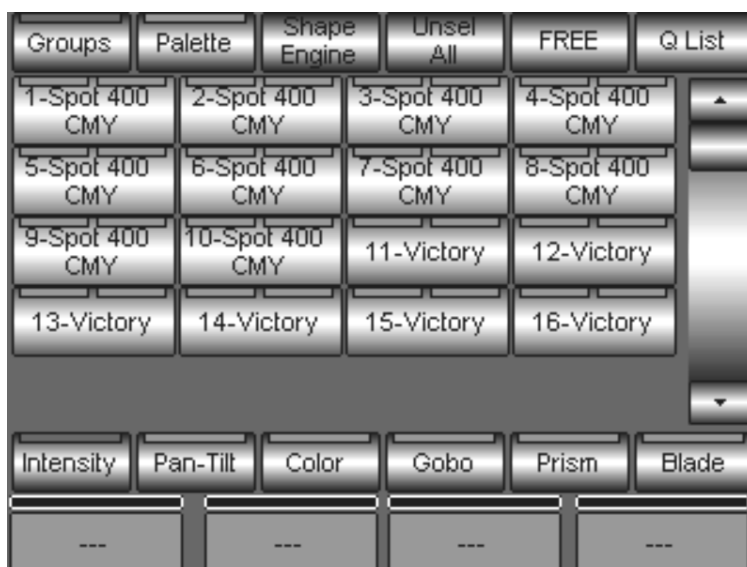 Groups Palette Shape Engine Unsel All FREE Q List
1-Spot 400 CMY 2-Spot 400 CMY 3-Spot 400 CMY 4-Spot 400 CMY
5-Spot 400 CMY 6-Spot 400 CMY 7-Spot 400 CMY 8-Spot 400 CMY
9-Spot 400 CMY 10-Spot 400 CMY 11-Victory 12-Victory
13-Victory 14-Victory 15-Victory 16-Victory
Intensity Pan-Tilt Color Gobo Prism Blade
--- --- --- ---